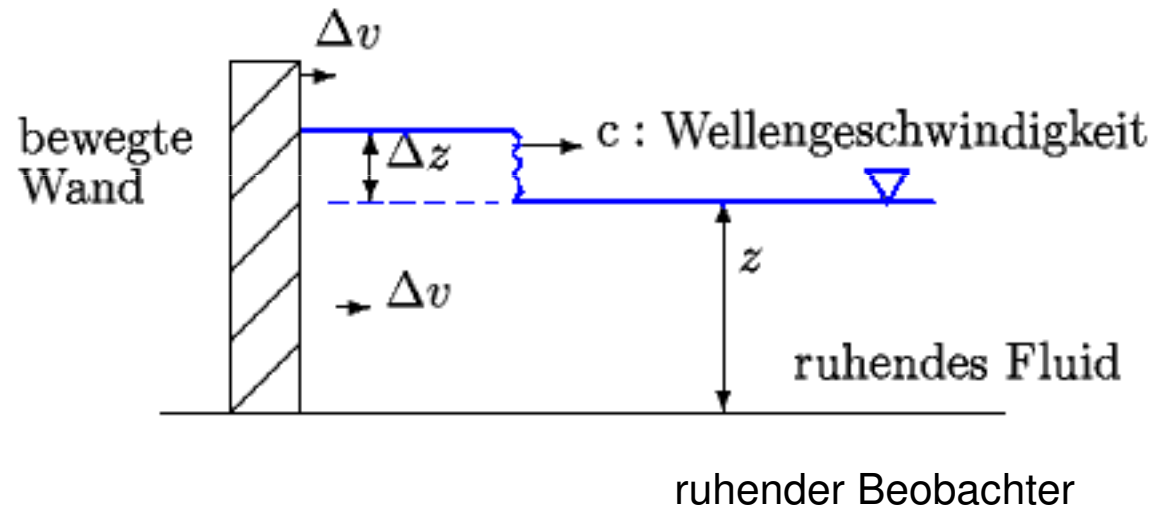 Δv
bewegte
Wand
Δz
c : Wellengeschwindigkeit
z
Δv
ruhendes Fluid
ruhender Beobachter